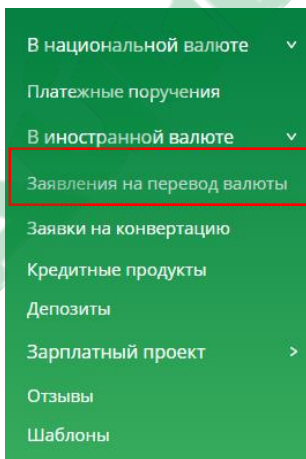 В национальной валюте
Платежные поручения
В иностранной валюте
Заявления на перевод валюты
Заявки на конвертацию
Кредитные продукты
Депозиты
Зарплатный проект
Отзывы
Шаблоны